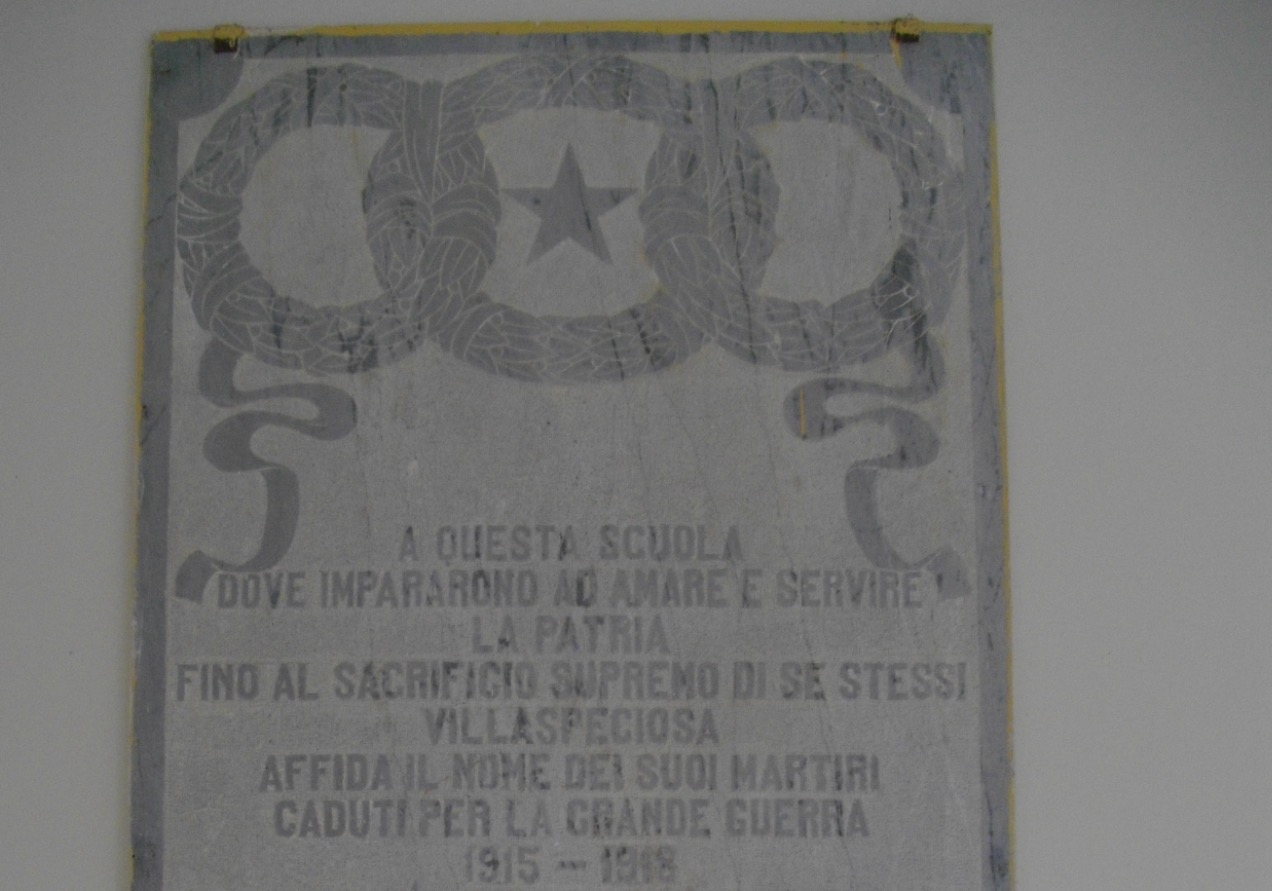 A QUESTA SCUOLA
DOVE IMPARARONO AD AMARE E SERVIRE
LA PATRIA
FINO AL SACRIFICIO SUPREMO DI SE STESSI
VILLASPECIOSA
AFFIDA IL NOME DEI SUOI MARTIRI
CADUTI PER LA GRANDE GUERRA
1915 - 1918